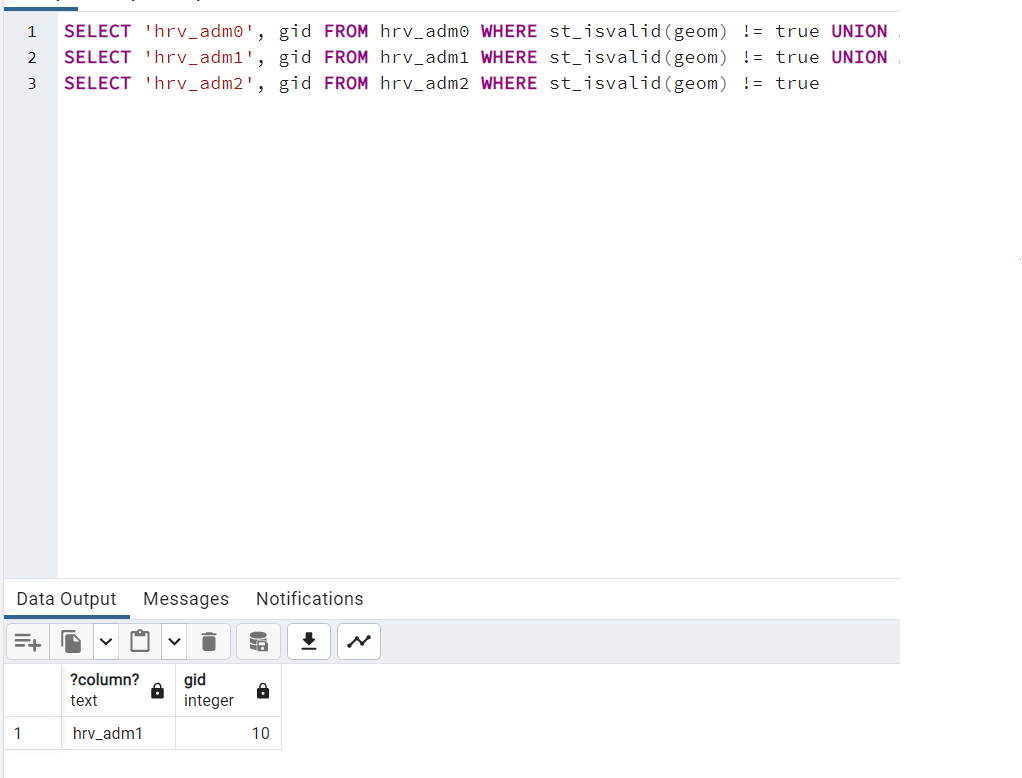 1 SELECT 'hrv_adm0', gid FROM hrv_adm0 WHERE st_isvalid(geom) != true UNION
2 SELECT 'hrv_adm1', gid FROM hrv_adm1 WHERE st_isvalid(geom) != true UNION
3 SELECT 'hrv_adm2', gid FROM hrv_adm2 WHERE st_isvalid(geom) != true
Data Output Messages Notifications
?column? gid
text integer
1 hrv_adm1 10